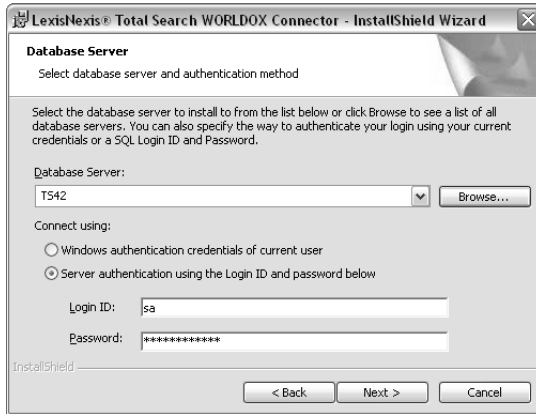 LexisNexis® Total Search WORLDOX Connector - InstallShield Wizard
Database Server
Select database server and authentication method
Select the database server to install to from the list below or click Browse to see a list of all
database servers. You can also specify the way to authenticate your login using your current
credentials or a SQL Login ID and Password.
Database Server:
TS42 Browse...
Connect using:
Windows authentication credentials of current user
Server authentication using the Login ID and password below
Login ID: sa
Password: ************
InstallShield
< Back Next > Cancel